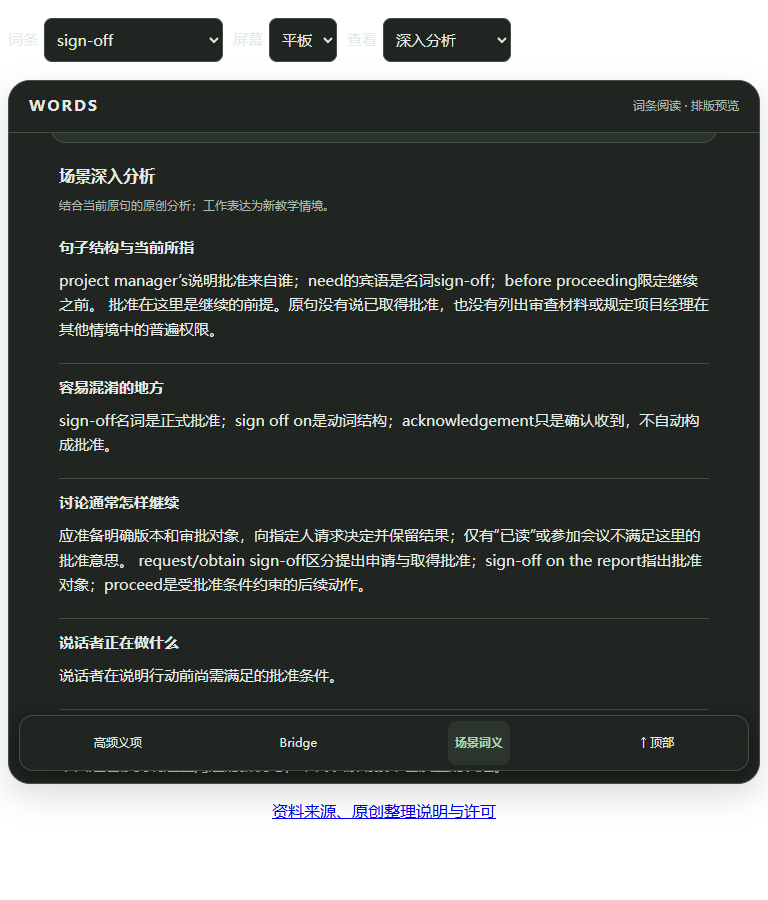 词条 sign-off 屏幕 平板 查看 深入分析
WORDS 词条阅读 · 排版预览
场景深入分析
结合当前原句的原创分析；工作表达为新教学情境。
句子结构与当前所指
project manager’s说明批准来自谁；need的宾语是名词sign-off；before proceeding限定继续
之前。 批准在这里是继续的前提。原句没有说已取得批准，也没有列出审查材料或规定项目经理在
其他情境中的普遍权限。
容易混淆的地方
sign-off名词是正式批准；sign off on是动词结构；acknowledgement只是确认收到，不自动构
成批准。
讨论通常怎样继续
应准备明确版本和审批对象，向指定人请求决定并保留结果；仅有“已读”或参加会议不满足这里的
批准意思。 request/obtain sign-off区分提出申请与取得批准；sign-off on the report指出批准
对象；proceed是受批准条件约束的后续动作。
说话者正在做什么
说话者在说明行动前尚需满足的批准条件。
高频义项 Bridge 场景词义 ↑ 顶部
资料来源、原创整理说明与许可